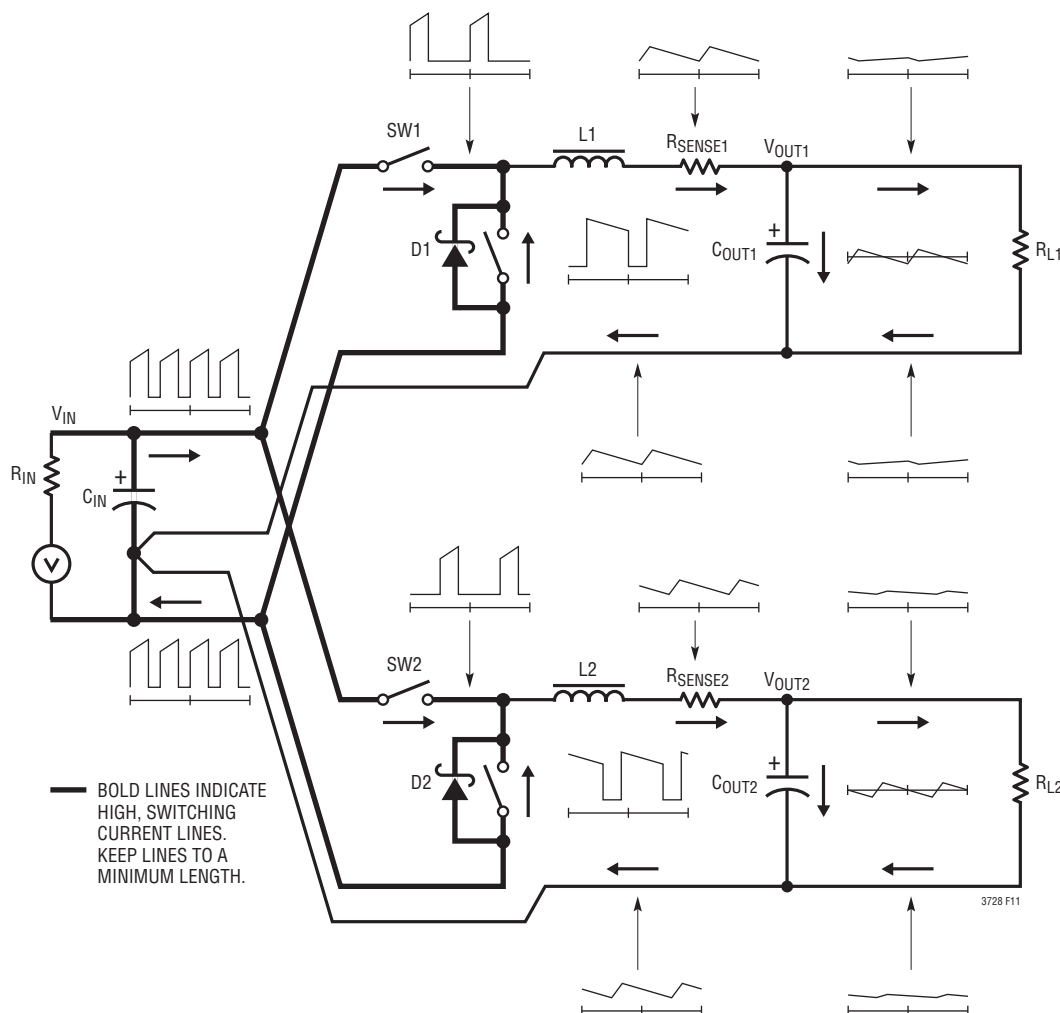 SW1
L1
RSENSE1
VOUT1
D1
COUT1
+
RL1
VIN
RIN
CIN
+
SW2
L2
RSENSE2
VOUT2
D2
COUT2
+
RL2
BOLD LINES INDICATE
HIGH, SWITCHING
CURRENT LINES.
KEEP LINES TO A
MINIMUM LENGTH.
3728 F11